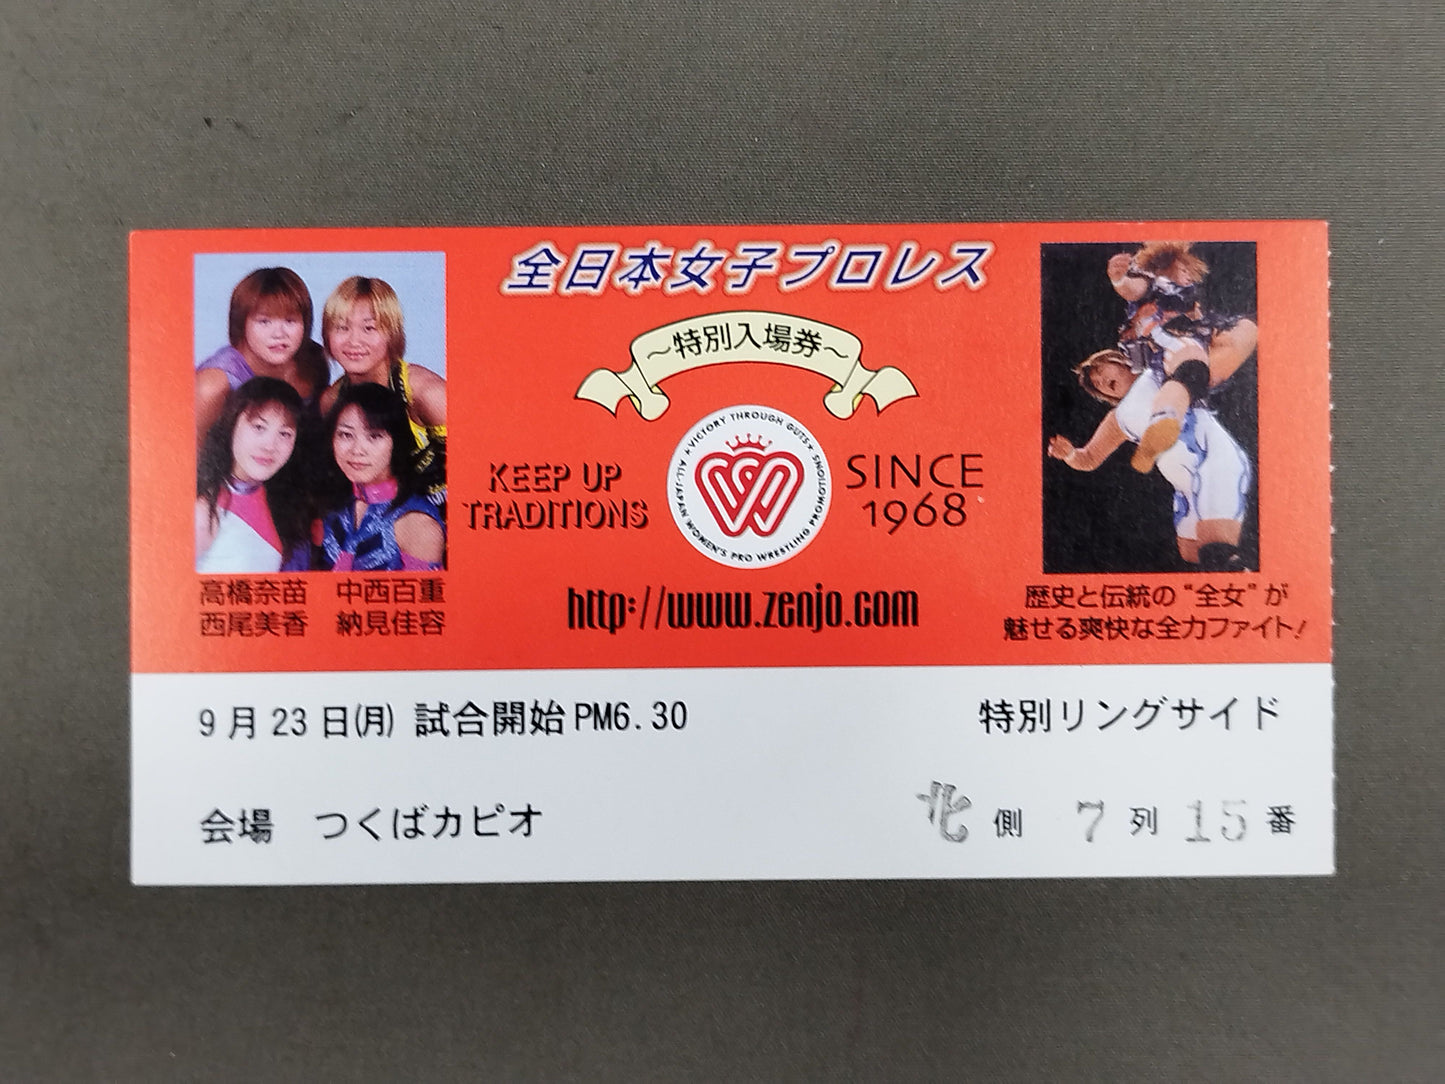 全日本女子プロレス
～特別入場券～
KEEP UP
TRADITIONS
VICTORY THROUGH GUTS
ALL-JAPAN WOMEN'S PRO WRESTLING PROMOTIONS
SINCE
1968
http://www.zenjo.com
高橋奈苗 中西百重
西尾美香 納見佳容
歴史と伝統の“全女”が
魅せる爽快な全力ファイト!
9月23日(月) 試合開始PM6.30
特別リングサイド
会場 つくばカピオ
北側 7列 15番